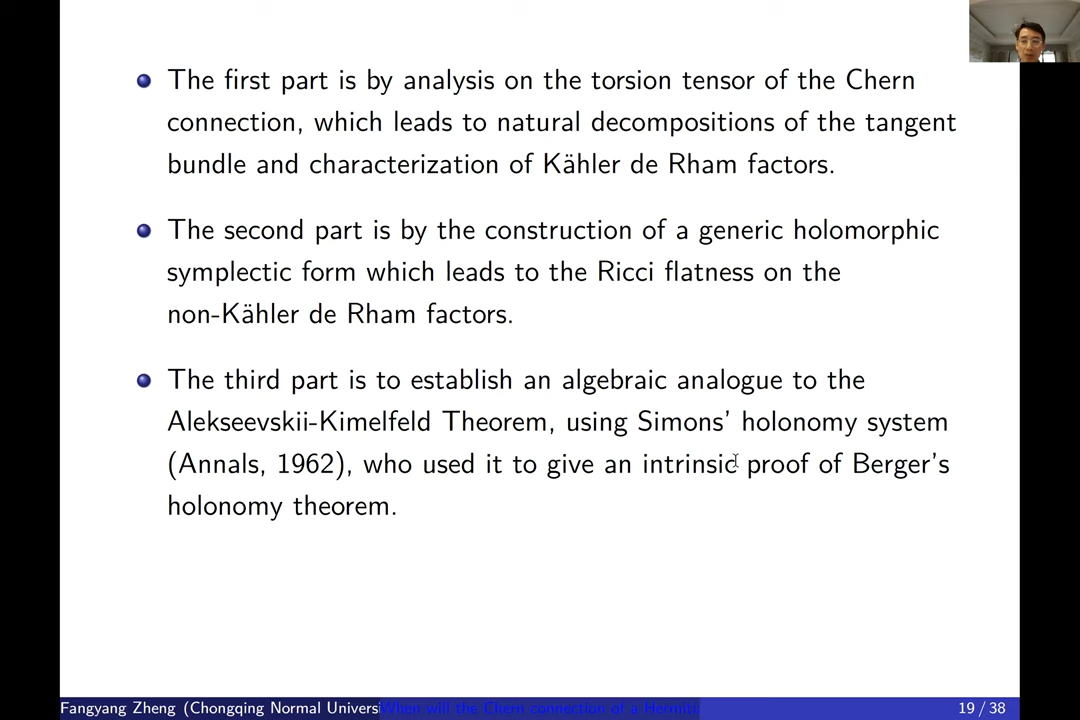 The first part is by analysis on the torsion tensor of the Chern
connection, which leads to natural decompositions of the tangent
bundle and characterization of Kähler de Rham factors.
The second part is by the construction of a generic holomorphic
symplectic form which leads to the Ricci flatness on the
non-Kähler de Rham factors.
The third part is to establish an algebraic analogue to the
Alekseevskii-Kimelfeld Theorem, using Simons’ holonomy system
(Annals, 1962), who used it to give an intrinsic proof of Berger’s
holonomy theorem.
Fangyang Zheng (Chongqing Normal Univers When will the Chern connection of a Hermiti 19 / 38